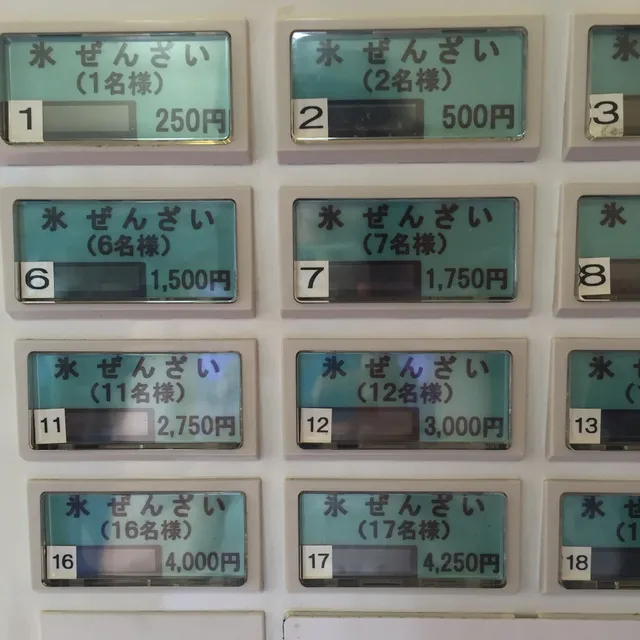 氷 ぜんざい
(1名様)
1
250円
氷 ぜんざい
(2名様)
2
500円
3
氷 ぜんざい
(6名様)
6
1,500円
氷 ぜんざい
(7名様)
7
1,750円
氷
8
氷 ぜんざい
(11名様)
11
2,750円
氷 ぜんざい
(12名様)
12
3,000円
氷
13
氷 ぜんざい
(16名様)
16
4,000円
氷 ぜんざい
(17名様)
17
4,250円
氷
18